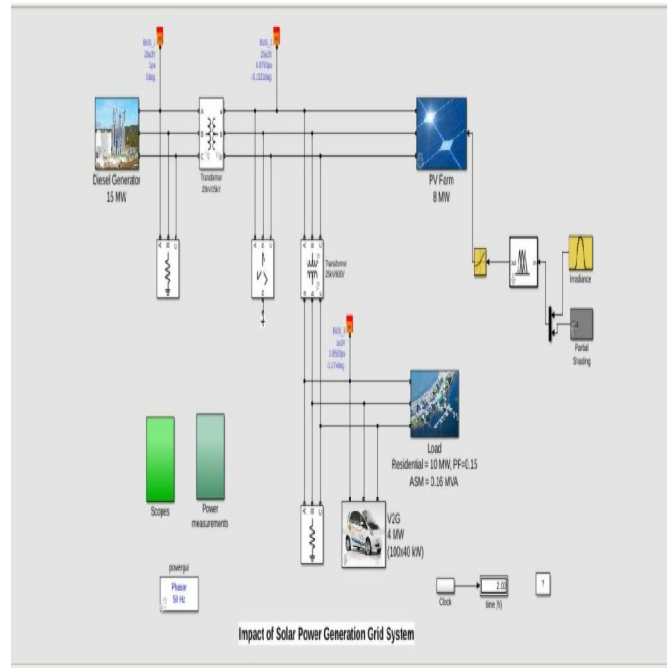 Diesel Generator
15 MW
Transformer
25kV/25kV
PV Farm
8 MW
Transformer
25kV/600V
Irradiance
Partial
Shading
Load
Residential = 10 MW, PF=0.15
ASM = 0.16 MVA
V2G
4 MW
(100x40 kW)
Scopes
Power
measurements
powergui
Phasor
50 Hz
Clock
2.00
time (h)
?
Impact of Solar Power Generation Grid System